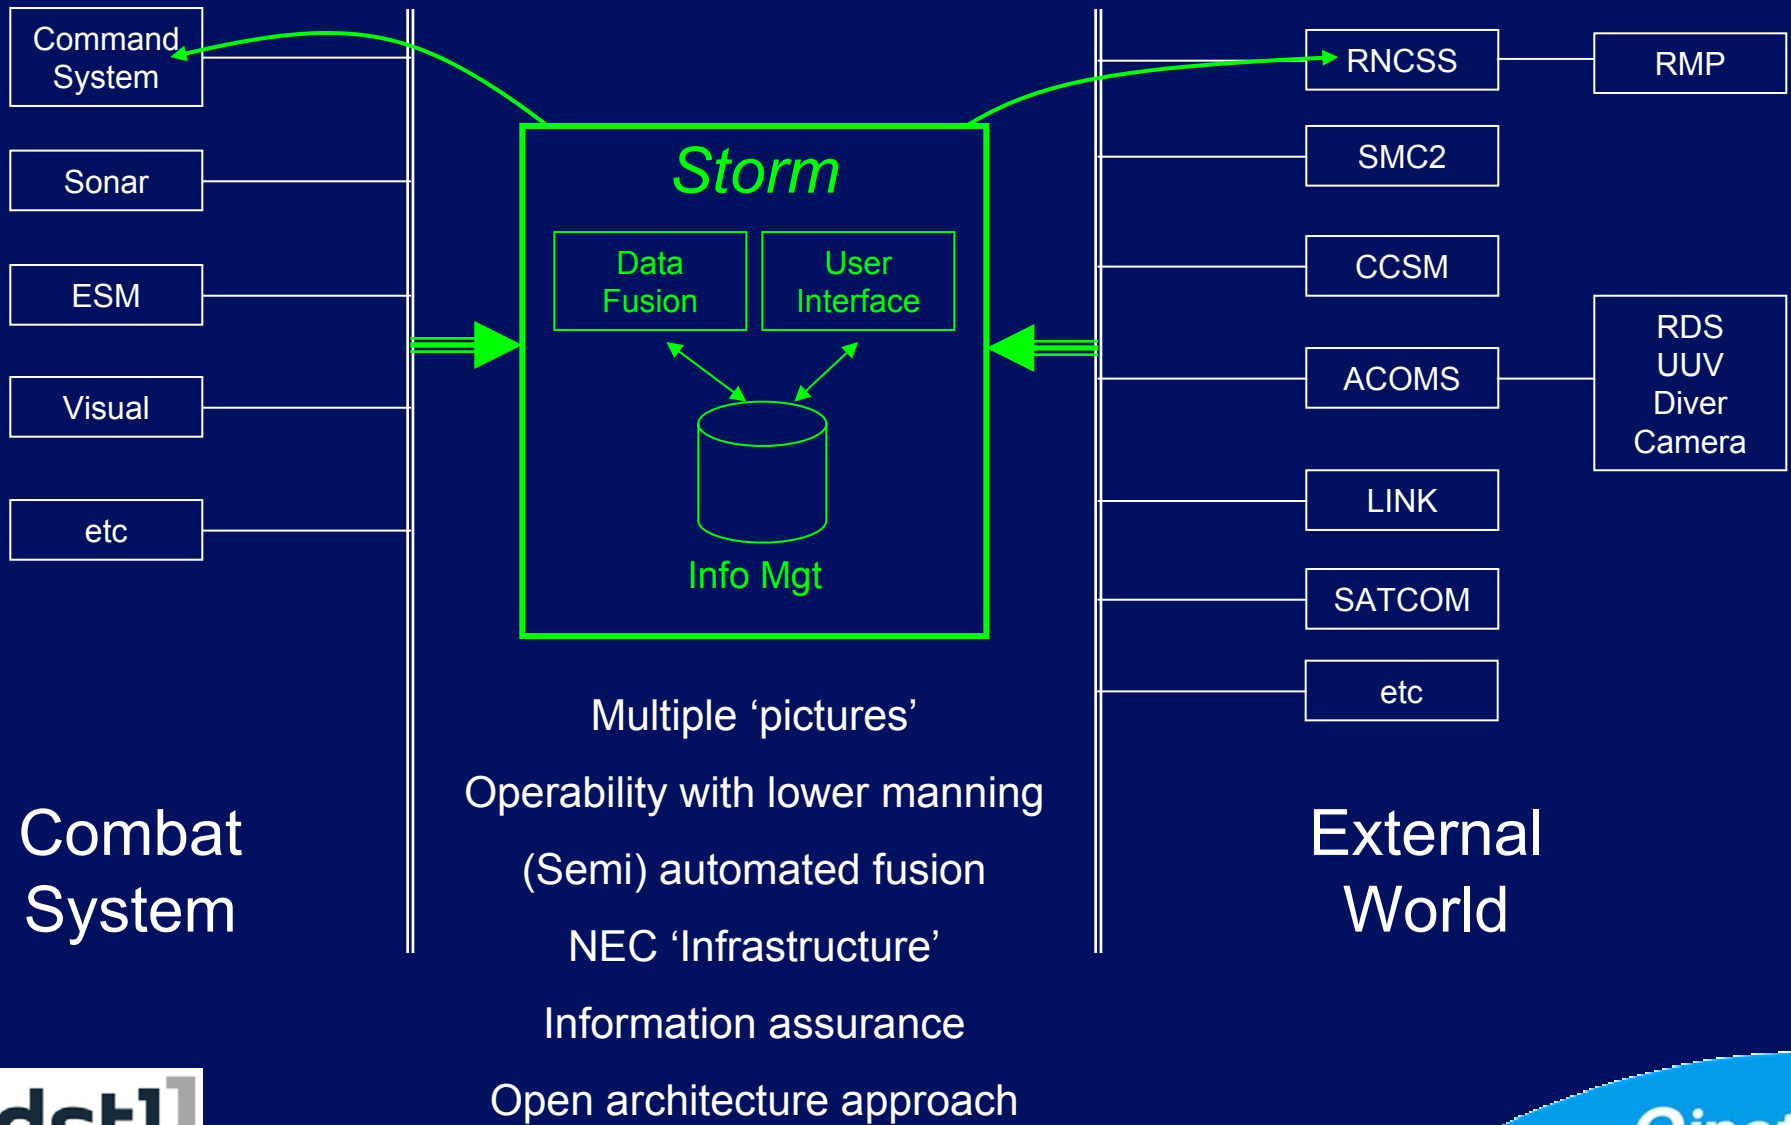 Command
System
Sonar
ESM
Visual
etc
Combat
System
Storm
Data
Fusion
User
Interface
Info Mgt
Multiple ‘pictures’
Operability with lower manning
(Semi) automated fusion
NEC ‘Infrastructure’
Information assurance
Open architecture approach
RNCSS
RMP
SMC2
CCSM
ACOMS
RDS
UUV
Diver
Camera
LINK
SATCOM
etc
External
World
[dstl]